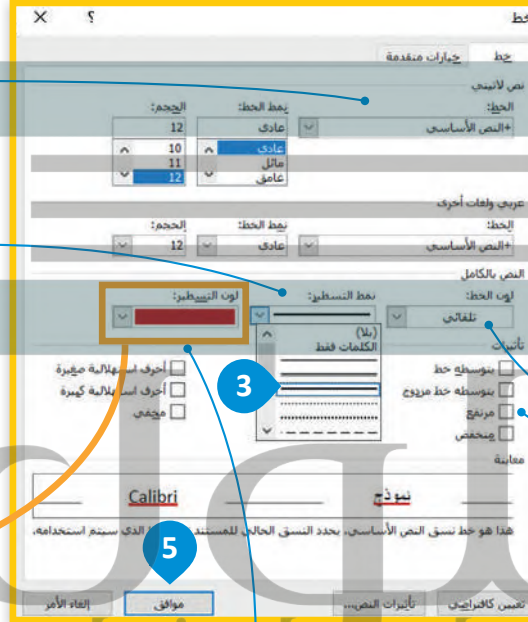 خط ؟ ×
خط خيارات متقدمة
نص لاتيني
الخط: نمط الخط: الحجم:
+النص الأساسي عادي 12
عادي 10
مائل 11
غامق 12
عربي ولغات أخرى
الخط: نمط الخط: الحجم:
+النص الأساسي عادي 12
النص بالكامل
لون الخط: نمط التسطير: لون التسطير:
تلقائي
(بلا)
الكلمات فقط
تأثيرات
يتوسطه خط أحرف استهلالية صغيرة
يتوسطه خط مزدوج أحرف استهلالية كبيرة
مرتفع مخفي
منخفض
3
معاينة
نموذج Calibri
هذا هو خط نسق النص الأساسي. يحدد النسق الحالي للمستند الذي سيتم استخدامه.
5
تعيين كافتراضي تأثيرات النص... موافق إلغاء الأمر